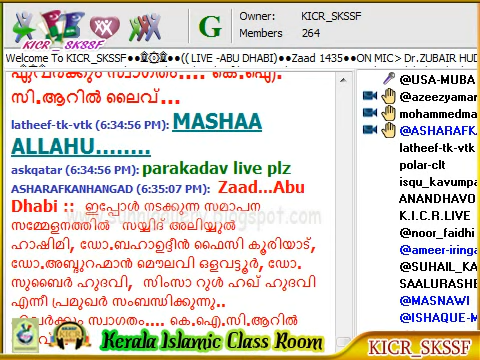 KICR_SKSSF
G
Owner: KICR_SKSSF
Members 264
Welcome To KICR_SKSSF●●۩۞۩●●((LIVE -ABU DHABI)●●Zaad 1435●●ON MIC> Dr.ZUBAIR HUD
ഏവര്‍ക്കും സ്വാഗതം.... കെ.ഐ.
സി.ആറില്‍ ലൈവ്...
latheef-tk-vtk (6:34:56 PM): MASHAA
ALLAHU........
askqatar (6:34:56 PM): parakadav live plz
ASHARAFKANHANGAD (6:35:07 PM): Zaad...Abu
Dhabi :: ഇപ്പോള്‍ നടക്കുന്ന സമാപന
സമ്മേളനത്തില്‍ സയ്യിദ് അലിയ്യുല്‍
ഹാഷിമി, ഡോ.ബഹാഉദ്ദീന്‍ ഫൈസി കൂരിയാട്,
ഡോ.അബ്ദുറഹ്മാന്‍ മൌലവി ഒളവട്ടൂര്‍, ഡോ.
സുബൈര്‍ ഹുദവി, സിംസാറുല്‍ ഹഖ് ഹുദവി
എന്നീ പ്രമുഖര്‍ സംബന്ധിക്കുന്നു..
സ്വാഗതം.... കെ.ഐ.സി.ആറില്‍
@USA-MUBA
@azeezyamar
mohammedma
@ASHARAFKA
latheef-tk-vtk
polar-clt
isqu_kavumpa
ANANDHAVO
K.I.C.R.LIVE
@noor_faidhi
@ameer-iringa
@SUHAIL_KA
SAALURASHE
@MASNAWI
@ISHAQUE-M
Kerala Islamic Class Room
KICR_SKSSF